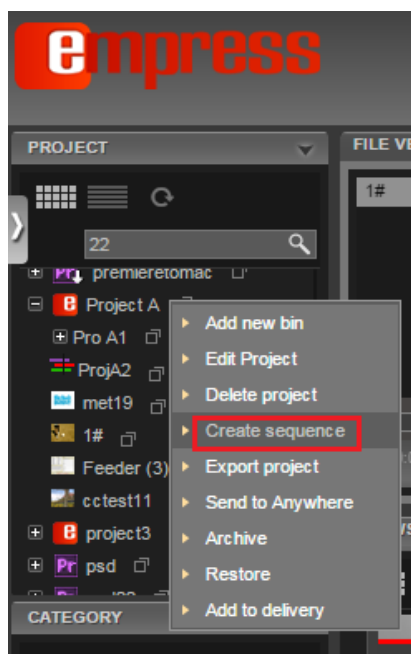 empress
PROJECT
FILE VE
1#
22
premieretomac
Project A
Add new bin
Pro A1
Edit Project
ProjA2
Delete project
met19
Create sequence
1#
Export project
Feeder (3)
Send to Anywhere
cctest11
Archive
project3
Restore
psd
Add to delivery
CATEGORY